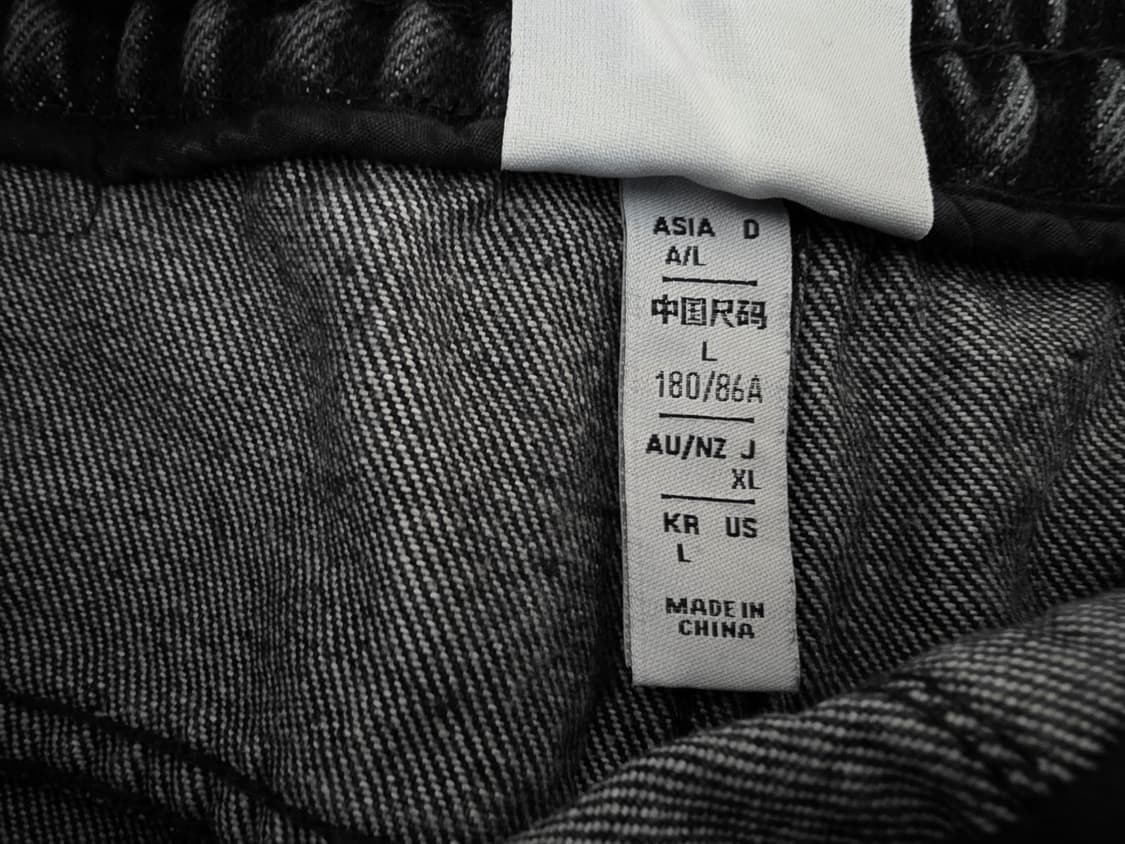 ASIA D
A/L
中国尺码
L
180/86A
AU/NZ J
XL
KR US
L
MADE IN
CHINA